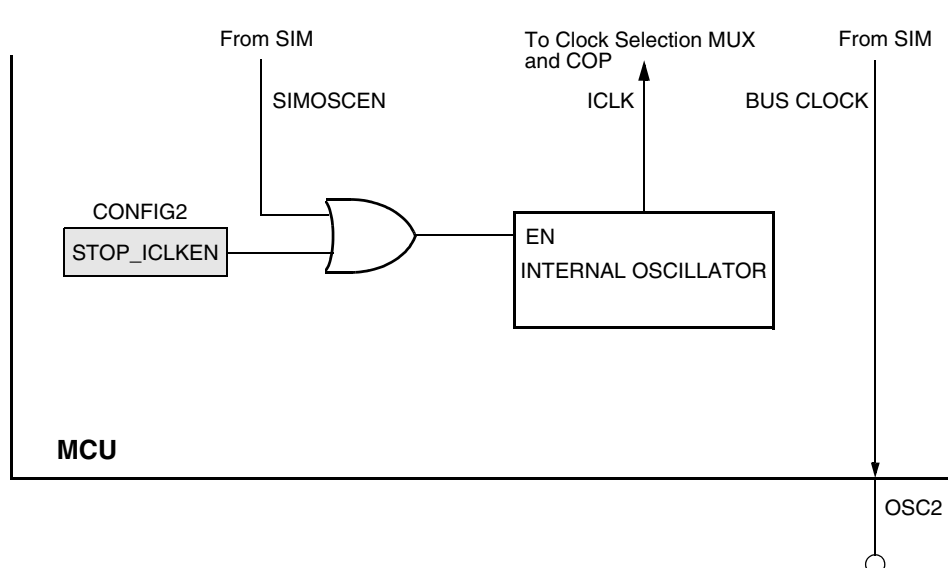 From SIM
To Clock Selection MUX
and COP
From SIM
SIMOSCEN
ICLK
BUS CLOCK
CONFIG2
STOP_ICLKEN
EN
INTERNAL OSCILLATOR
MCU
OSC2